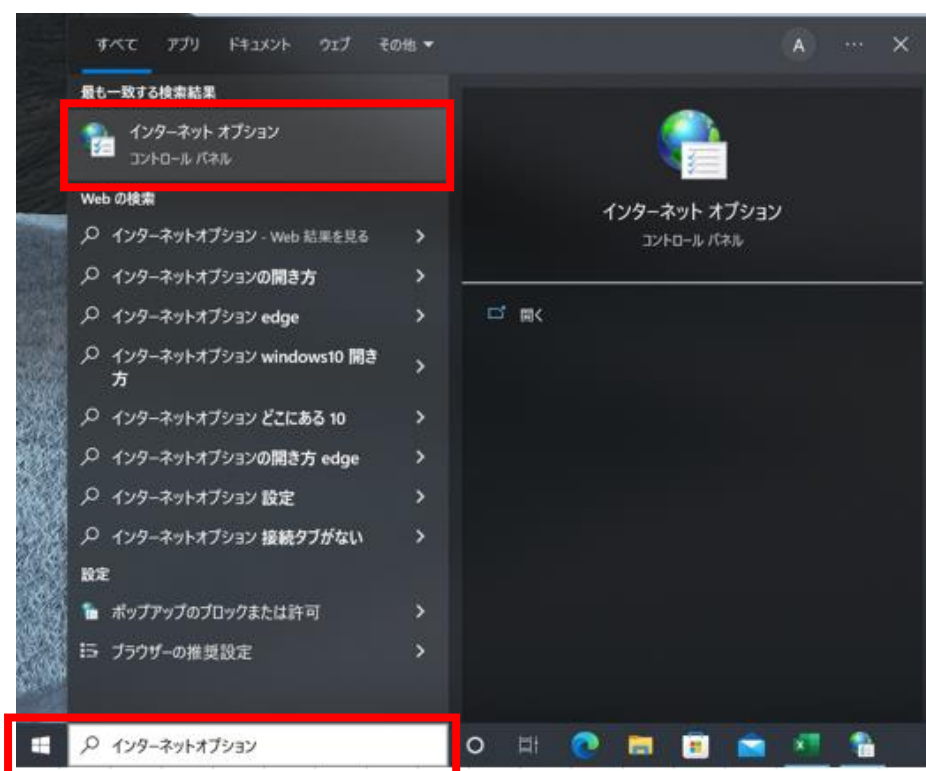 すべて アプリ ドキュメント ウェブ その他 A …
最も一致する検索結果
インターネット オプション
コントロール パネル
Web の検索
インターネットオプション - Web 結果を見る
インターネットオプションの開き方
インターネットオプション edge
インターネットオプション windows10 開き
方
インターネットオプション どこにある 10
インターネットオプションの開き方 edge
インターネットオプション 設定
インターネットオプション 接続タブがない
設定
ポップアップのブロックまたは許可
ブラウザーの推奨設定
インターネット オプション
コントロール パネル
開く
インターネットオプション